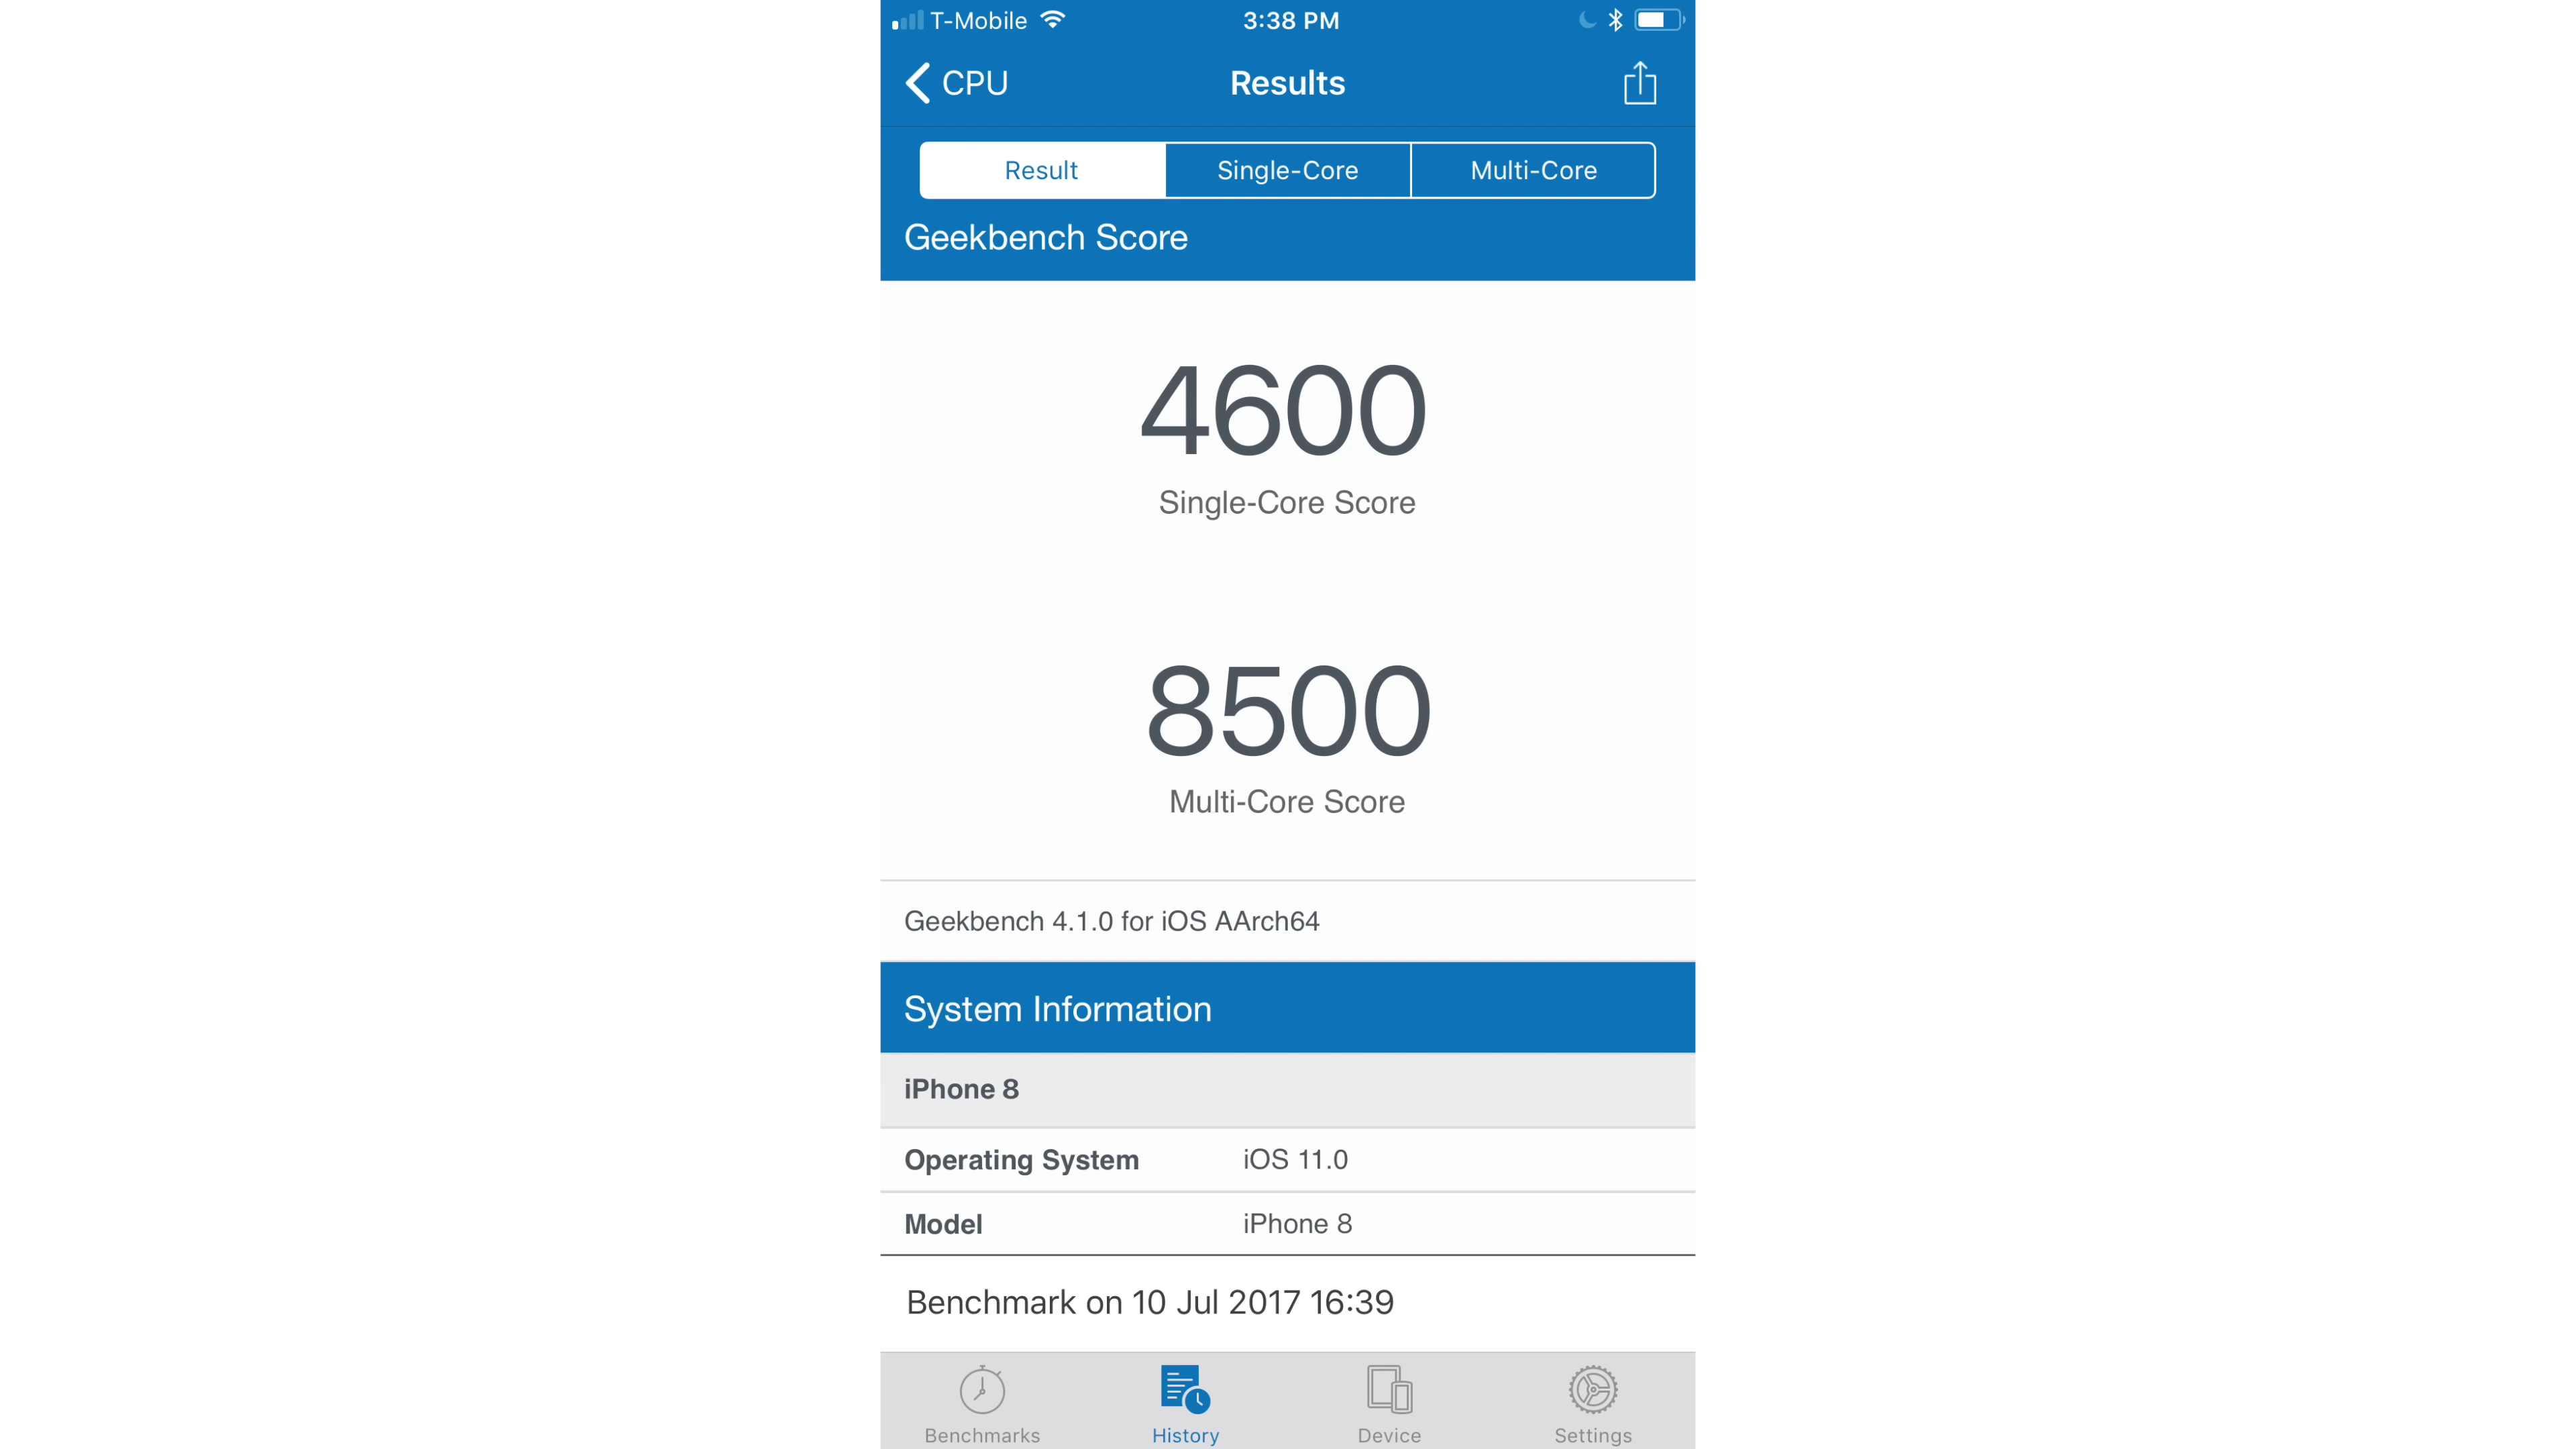 T-Mobile 3:38 PM
CPU Results
Result Single-Core Multi-Core
Geekbench Score
4600
Single-Core Score
8500
Multi-Core Score
Geekbench 4.1.0 for iOS AArch64
System Information
iPhone 8
Operating System iOS 11.0
Model iPhone 8
Benchmark on 10 Jul 2017 16:39
Benchmarks History Device Settings